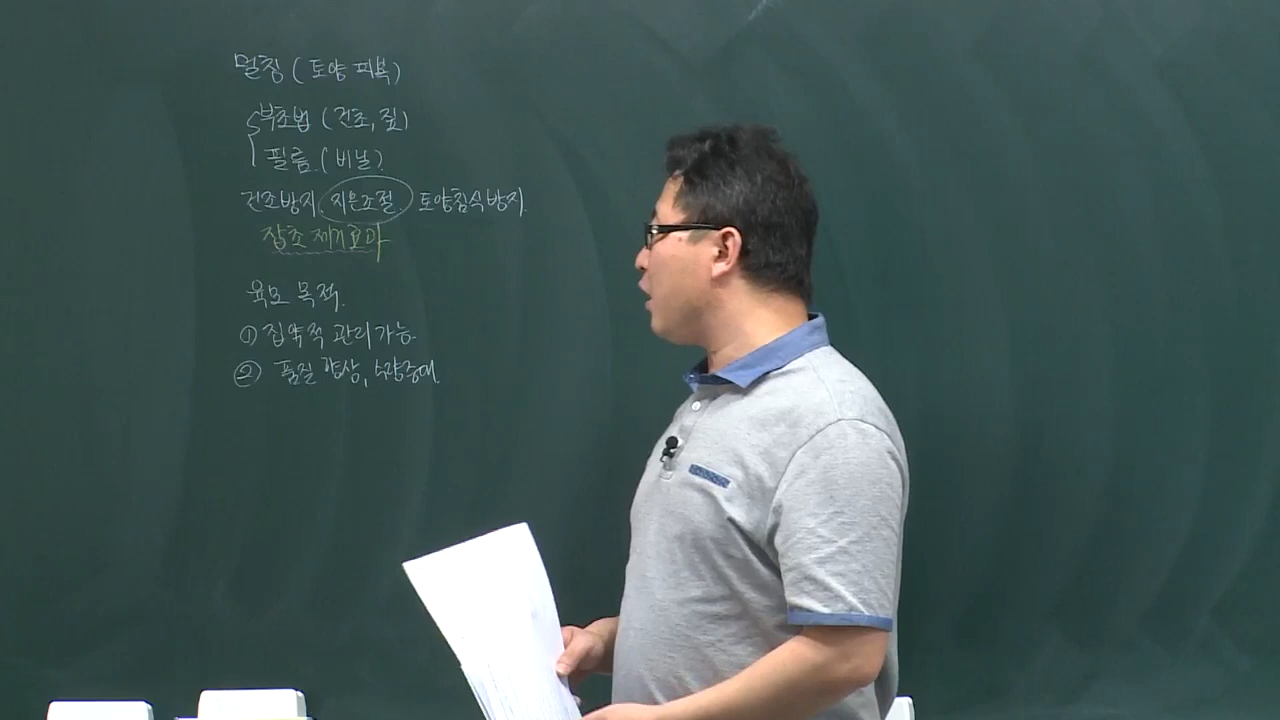 멀칭 (토양 피복)
부초법 (건초, 짚)
필름 (비닐)
건조방지, 지온조절, 토양침식방지.
잡초 제거 효과
육묘 목적.
① 집약적 관리가능.
② 품질 향상, 수량증대.